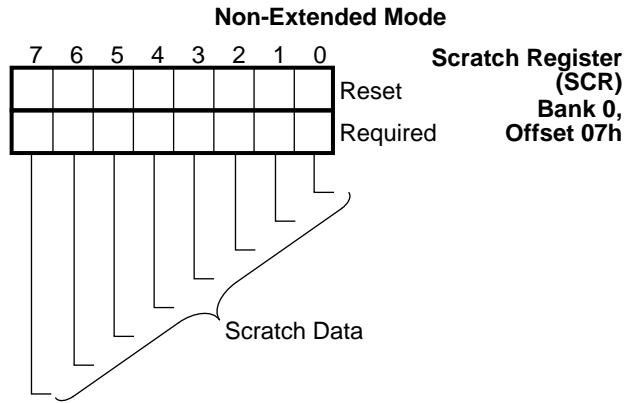 Non-Extended Mode
7 6 5 4 3 2 1 0
Scratch Register
(SCR)
Bank 0,
Offset 07h
Reset
Required
Scratch Data